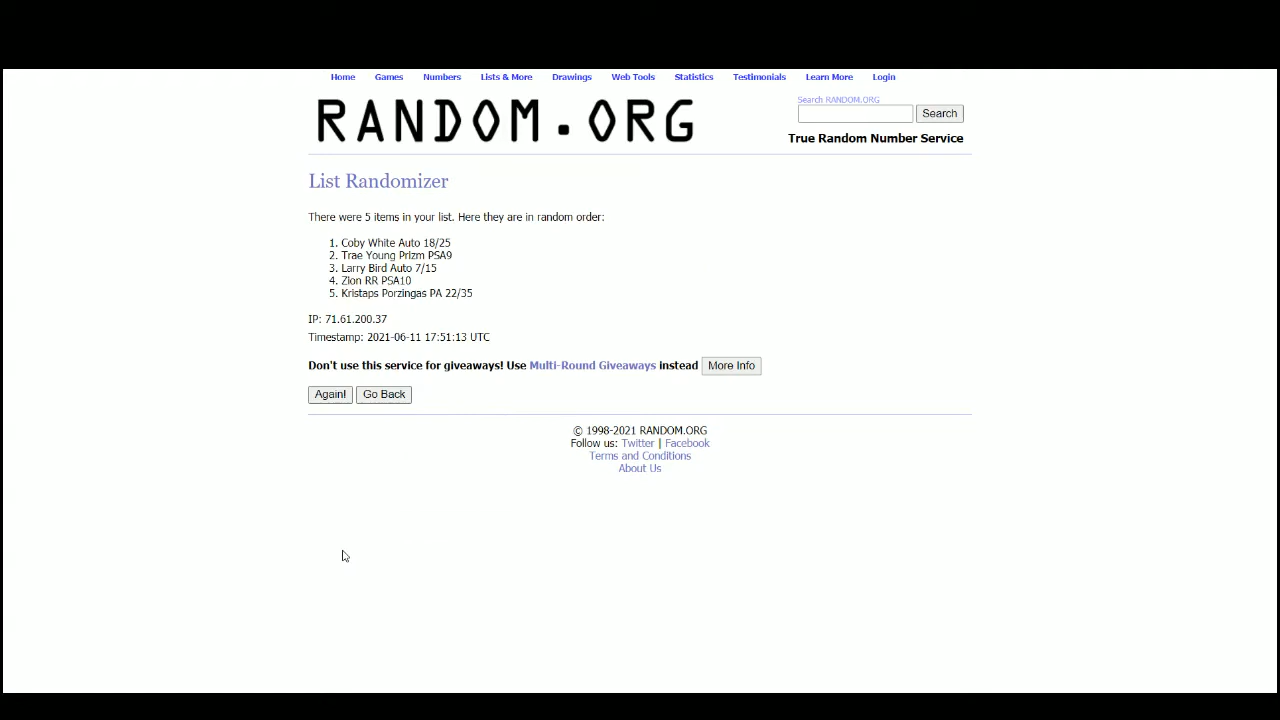 Home Games Numbers Lists & More Drawings Web Tools Statistics Testimonials Learn More Login
Search RANDOM.ORG
RANDOM.ORG
Search
True Random Number Service
List Randomizer
There were 5 items in your list. Here they are in random order:
1. Coby White Auto 18/25
2. Trae Young Prizm PSA9
3. Larry Bird Auto 7/15
4. Zion RR PSA10
5. Kristaps Porzingas PA 22/35
IP: 71.61.200.37
Timestamp: 2021-06-11 17:51:13 UTC
Don't use this service for giveaways! Use Multi-Round Giveaways instead More Info
Again! Go Back
© 1998-2021 RANDOM.ORG
Follow us: Twitter | Facebook
Terms and Conditions
About Us